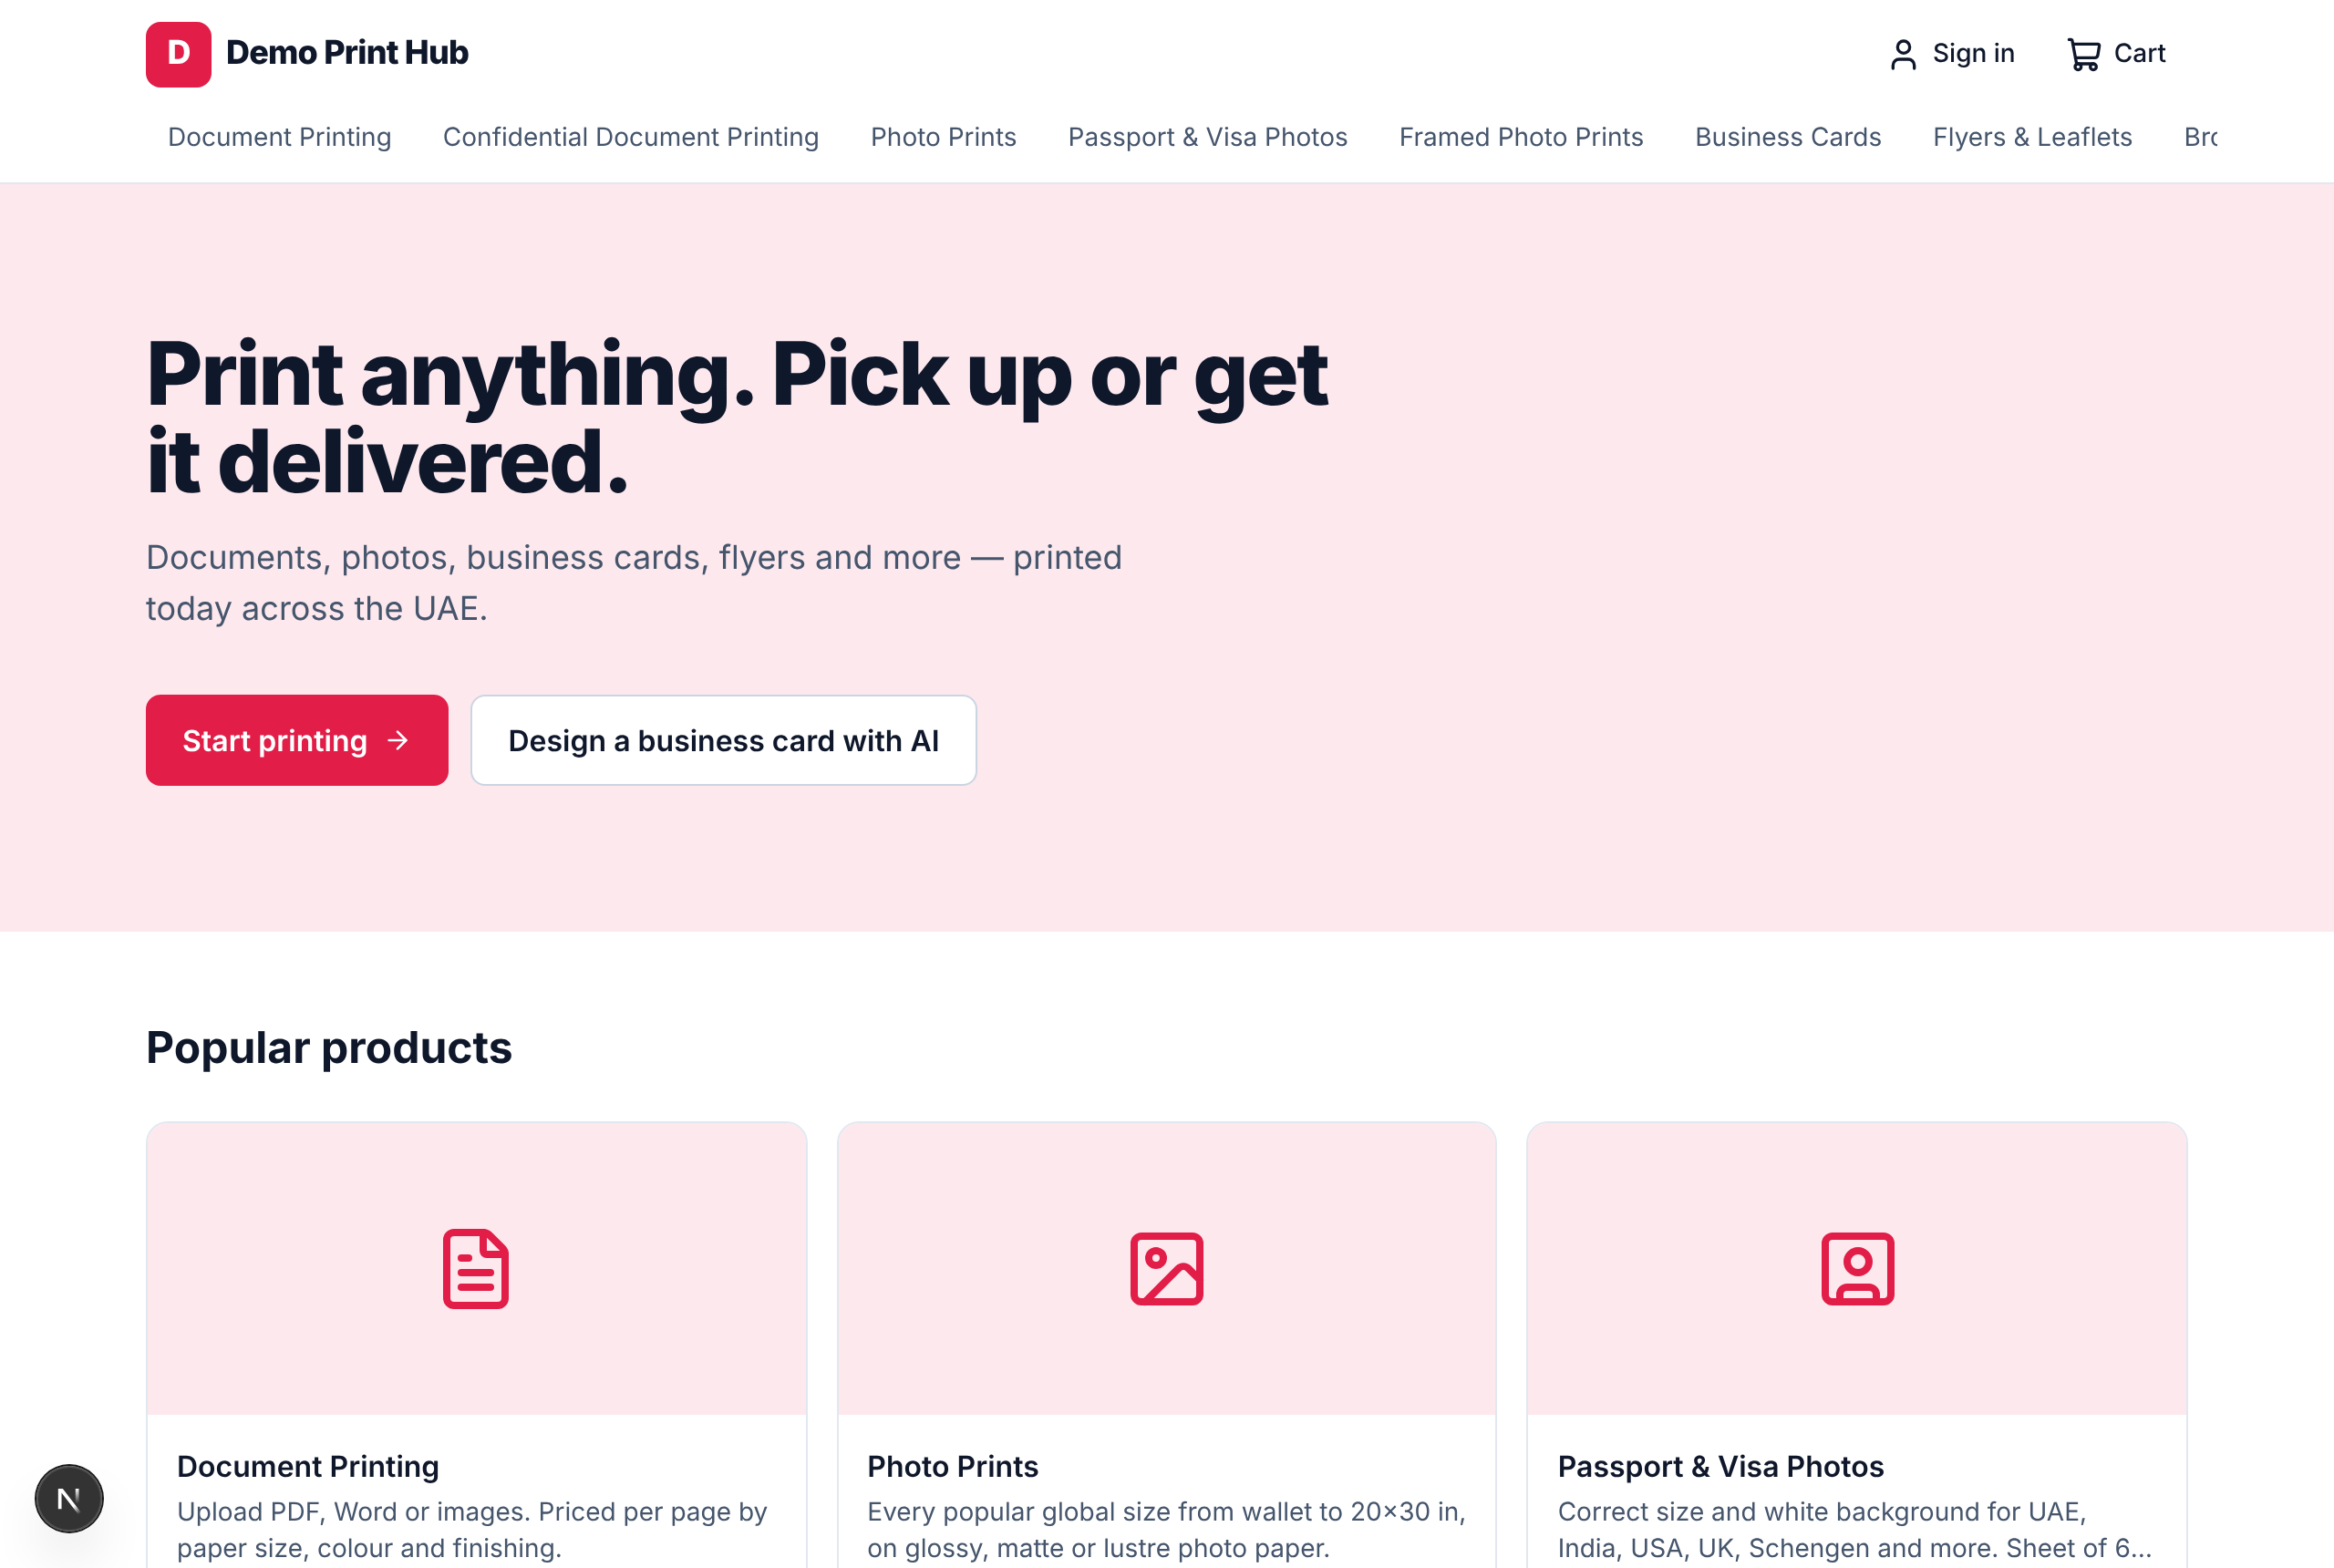 D
Demo Print Hub
Sign in
Cart
Document Printing
Confidential Document Printing
Photo Prints
Passport & Visa Photos
Framed Photo Prints
Business Cards
Flyers & Leaflets
Print anything. Pick up or get
it delivered.
Documents, photos, business cards, flyers and more — printed
today across the UAE.
Start printing →
Design a business card with AI
Popular products
Document Printing
Upload PDF, Word or images. Priced per page by
paper size, colour and finishing.
Photo Prints
Every popular global size from wallet to 20×30 in,
on glossy, matte or lustre photo paper.
Passport & Visa Photos
Correct size and white background for UAE,
India, USA, UK, Schengen and more. Sheet of 6...
N